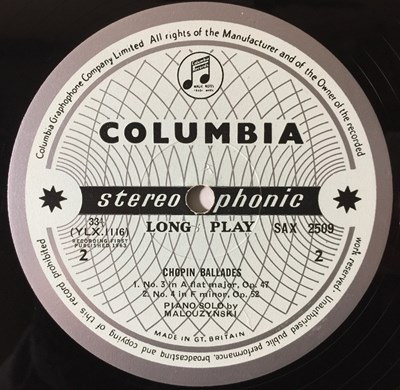 Columbia Graphophone Company Limited All rights of the Manufacturer and of the Owner of the recorded work reserved Unauthorised public performance, broadcasting and copying of this record prohibited
COLUMBIA
stereophonic
33⅓ LONG PLAY SAX 2509
(YLX.1116)
RECORDING FIRST
PUBLISHED 1963
2 2
CHOPIN BALLADES
1. No. 3 in A flat major, Op. 47
2. No. 4 in F minor, Op. 52
PIANO SOLO by
MALCUZYNSKI
MADE IN GT. BRITAIN